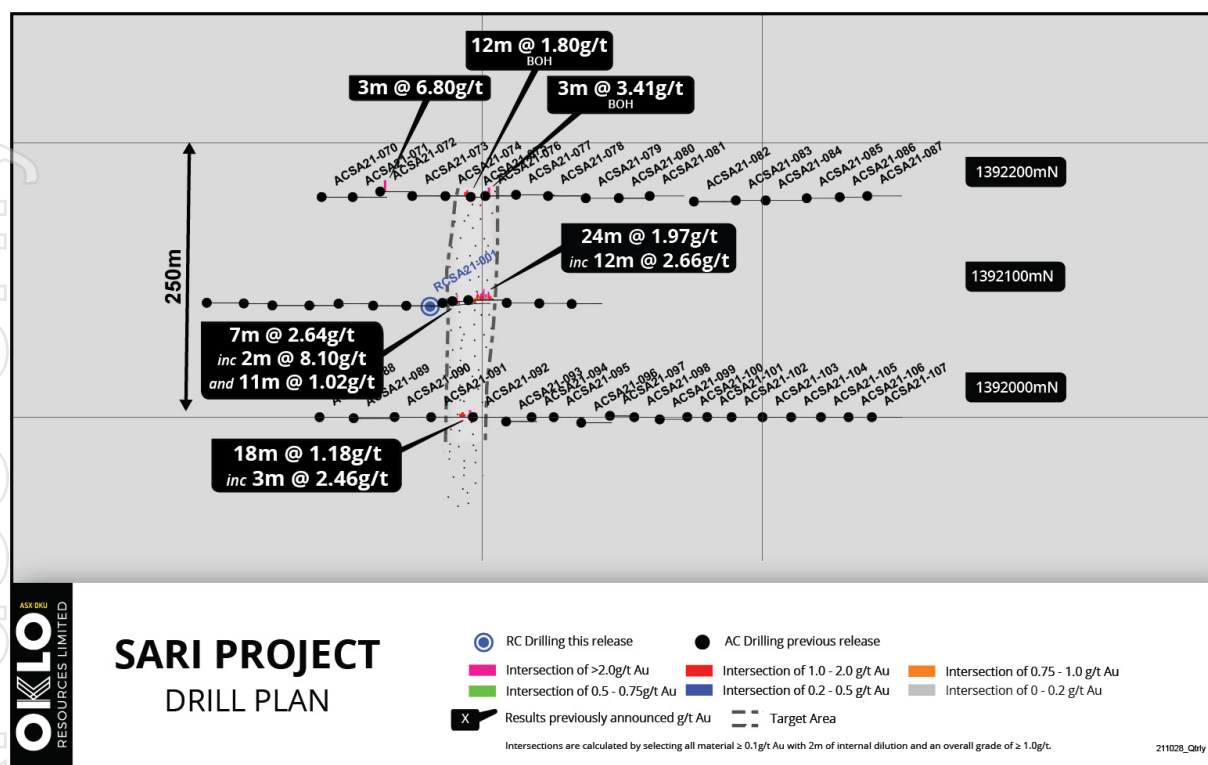 12m @ 1.80g/t
BOH
3m @ 6.80g/t
3m @ 3.41g/t
BOH
ACSA21-070
ACSA21-071
ACSA21-072
ACSA21-073
ACSA21-074
ACSA21-076
ACSA21-077
ACSA21-078
ACSA21-079
ACSA21-080
ACSA21-081
ACSA21-082
ACSA21-083
ACSA21-084
ACSA21-085
ACSA21-086
ACSA21-087
1392200mN
250m
24m @ 1.97g/t
inc 12m @ 2.66g/t
RCSA21-001
1392100mN
7m @ 2.64g/t
inc 2m @ 8.10g/t
and 11m @ 1.02g/t
ACSA21-089
ACSA21-090
ACSA21-091
ACSA21-092
ACSA21-093
ACSA21-094
ACSA21-095
ACSA21-096
ACSA21-097
ACSA21-098
ACSA21-099
ACSA21-100
ACSA21-101
ACSA21-102
ACSA21-103
ACSA21-104
ACSA21-105
ACSA21-106
ACSA21-107
1392000mN
18m @ 1.18g/t
inc 3m @ 2.46g/t
ASX OKU
OKLO
RESOURCES LIMITED
SARI PROJECT
DRILL PLAN
RC Drilling this release
AC Drilling previous release
Intersection of >2.0g/t Au
Intersection of 1.0 - 2.0 g/t Au
Intersection of 0.75 - 1.0 g/t Au
Intersection of 0.5 - 0.75g/t Au
Intersection of 0.2 - 0.5 g/t Au
Intersection of 0 - 0.2 g/t Au
X Results previously announced g/t Au
Target Area
Intersections are calculated by selecting all material ≥ 0.1g/t Au with 2m of internal dilution and an overall grade of ≥ 1.0g/t.
211028_Qtrly